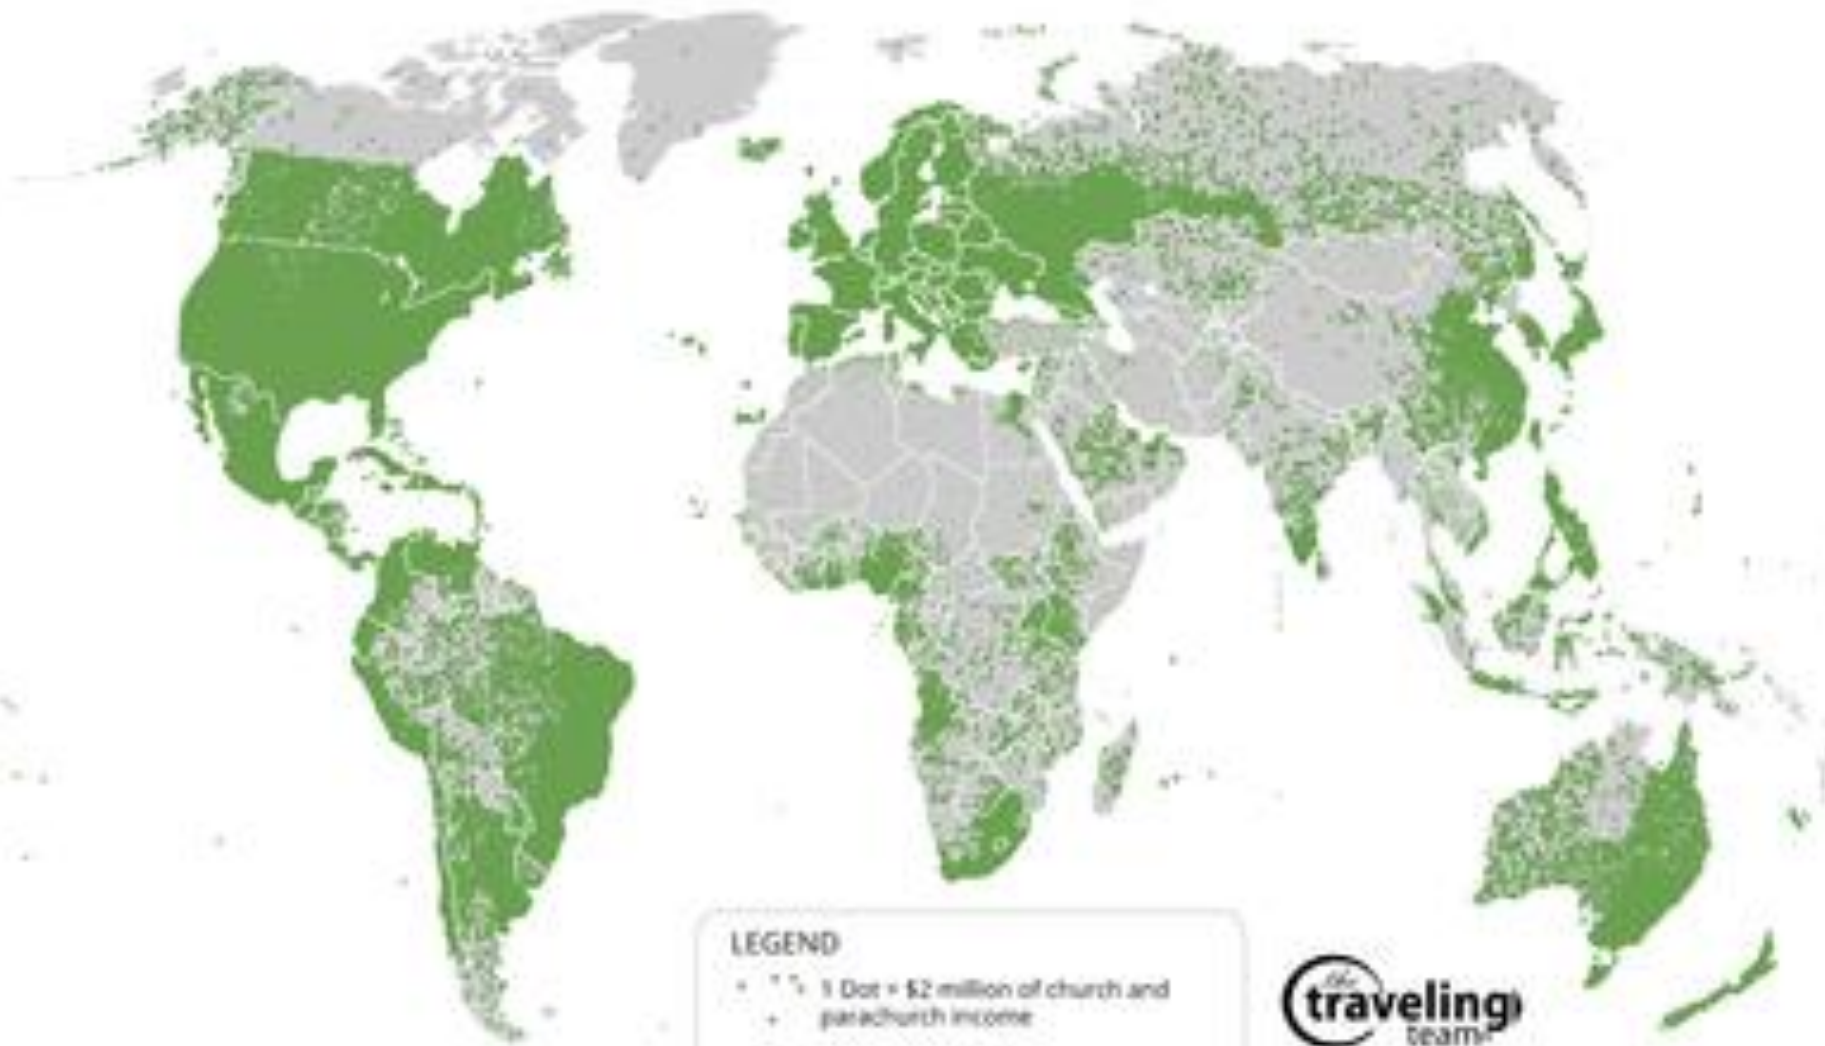 LEGEND
1 Dot = $2 million of church and
parachurch income
the
traveling
team